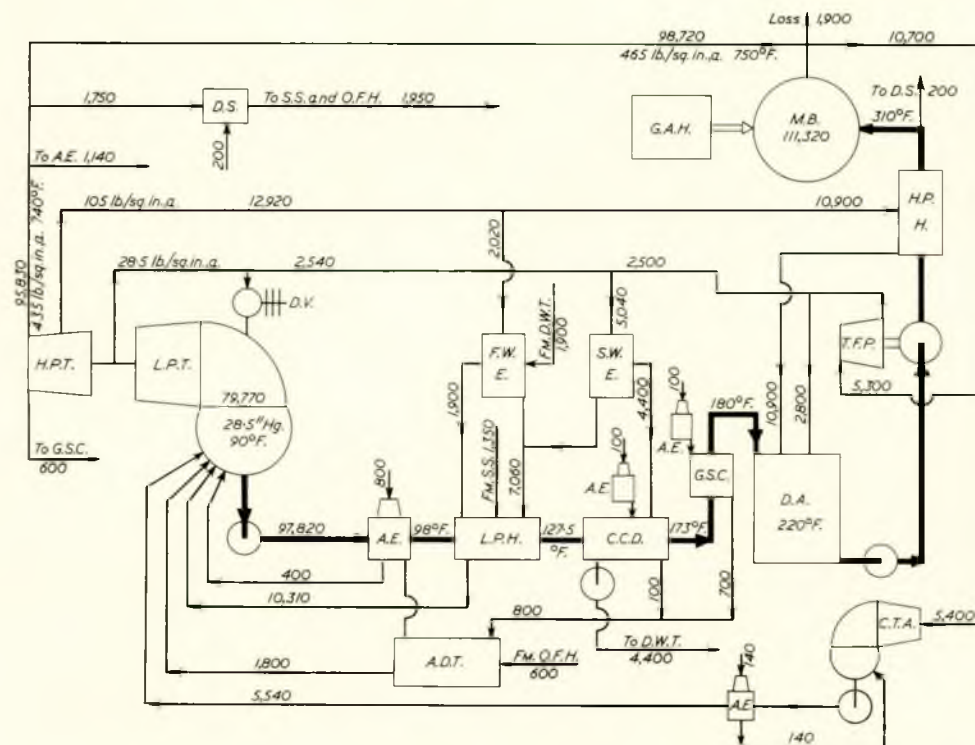 Loss 1,900
98,720
465 lb./sq.in.,a. 750°F.
10,700
1,750
D.S.
To S.S. and O.F.H. 1,950
200
To D.S. 200
310°F.
G.A.H.
M.B.
111,320
To A.E. 1,140
105 lb/sq.in.,a.
12,920
10,900
H.P.
H.
95,830
435 lb/sq.in.,a. 740°F.
2,020
28·5 lb./sq.in.,a.
2,540
2,500
D.V.
5,040
Fm. D.W.T.
1,900
H.P.T.
L.P.T.
F.W.
E.
S.W.
E.
T.F.P.
79,770
28·5" Hg.
90°F.
1,900
4,400
100
180°F.
10,900
2,800
5,300
To G.S.C.
600
Fm. S.S. 1,350
7,060
100
A.E.
A.E.
G.S.C.
800
D.A.
220°F.
97,820
A.E.
98°F.
L.P.H.
127·5
°F.
C.C.D.
173°F.
400
10,310
100
700
800
C.T.A.
5,400
A.D.T.
To D.W.T.
4,400
1,800
Fm. O.F.H.
600
140
5,540
A.E.
140